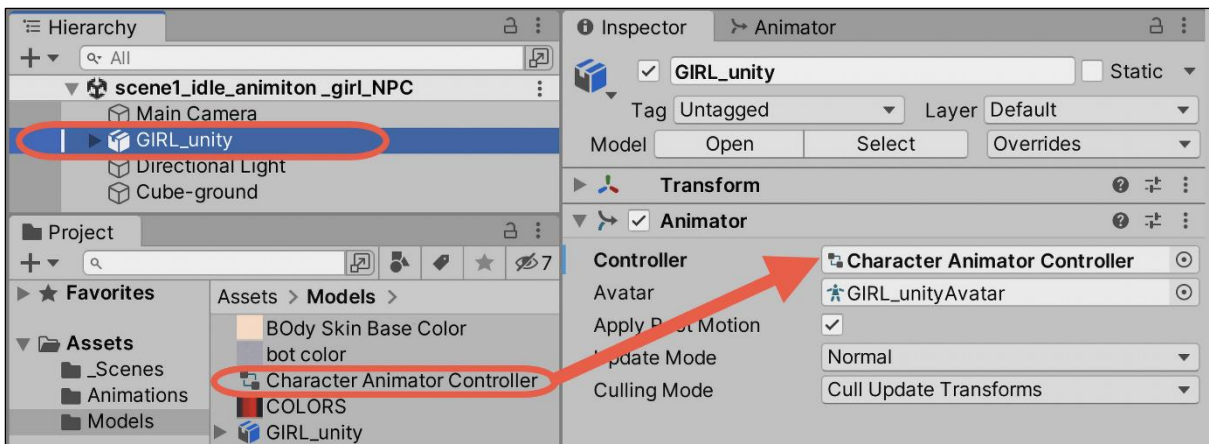 Hierarchy
All
scene1_idle_animiton _girl_NPC
Main Camera
GIRL_unity
Directional Light
Cube-ground
Project
7
Favorites
Assets
_Scenes
Animations
Models
Assets > Models >
BOdy Skin Base Color
bot color
Character Animator Controller
COLORS
GIRL_unity
Inspector
Animator
GIRL_unity
Static
Tag Untagged
Layer Default
Model Open Select Overrides
Transform
Animator
Controller Character Animator Controller
Avatar GIRL_unityAvatar
Apply Root Motion
Update Mode Normal
Culling Mode Cull Update Transforms